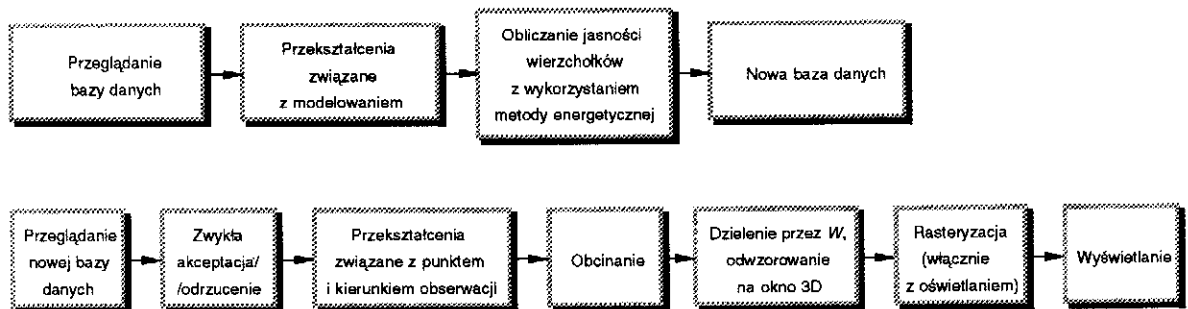 Przeglądanie
bazy danych
Przekształcenia
związane
z modelowaniem
Obliczanie jasności
wierzchołków
z wykorzystaniem
metody energetycznej
Nowa baza danych
Przeglądanie
nowej bazy
danych
Zwykła
akceptacja/
/odrzucenie
Przekształcenia
związane z punktem
i kierunkiem obserwacji
Obcinanie
Dzielenie przez W,
odwzorowanie
na okno 3D
Rasteryzacja
(włącznie
z oświetlaniem)
Wyświetlanie